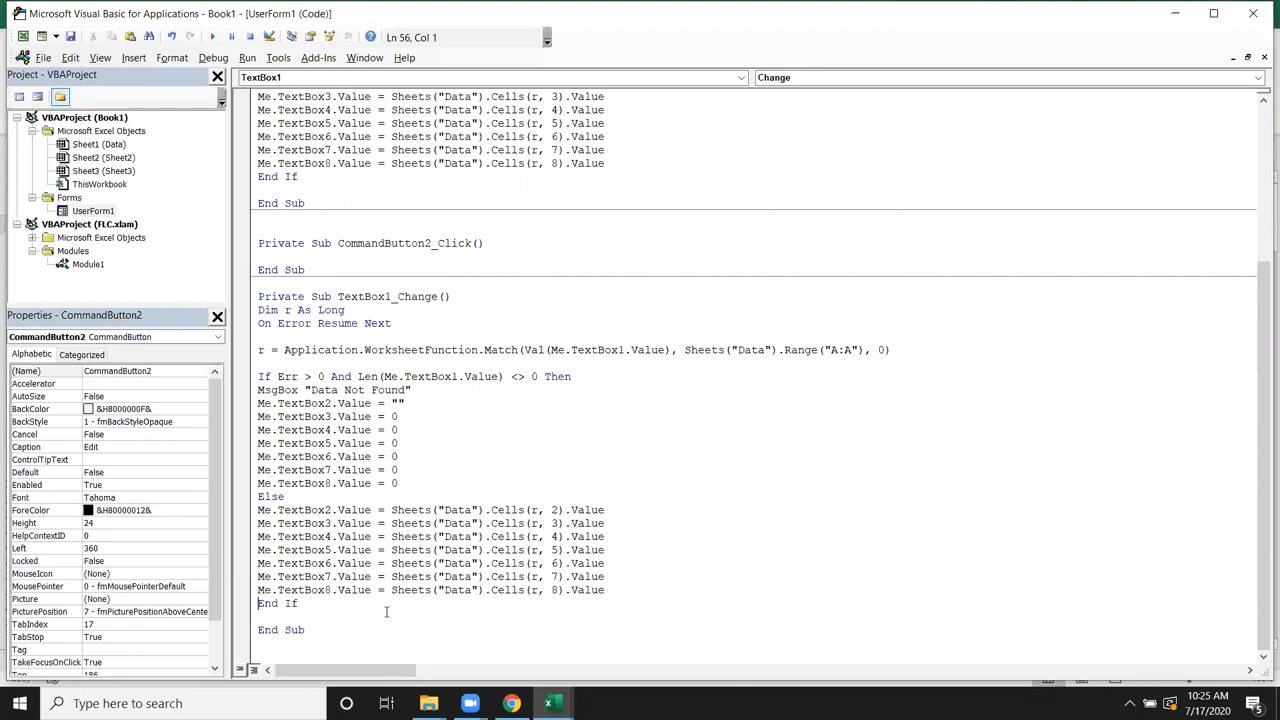 Microsoft Visual Basic for Applications - Book1 - [UserForm1 (Code)]
Ln 56, Col 1
File Edit View Insert Format Debug Run Tools Add-Ins Window Help
Project - VBAProject
VBAProject (Book1)
Microsoft Excel Objects
Sheet1 (Data)
Sheet2 (Sheet2)
Sheet3 (Sheet3)
ThisWorkbook
Forms
UserForm1
VBAProject (FLC.xlam)
Microsoft Excel Objects
Modules
Module1
Properties - CommandButton2
CommandButton2 CommandButton
Alphabetic Categorized
(Name) CommandButton2
Accelerator
AutoSize False
BackColor &H8000000F&
BackStyle 1 - fmBackStyleOpaque
Cancel False
Caption Edit
ControlTipText
Default False
Enabled True
Font Tahoma
ForeColor &H80000012&
Height 24
HelpContextID 0
Left 360
Locked False
MouseIcon (None)
MousePointer 0 - fmMousePointerDefault
Picture (None)
PicturePosition 7 - fmPicturePositionAboveCente
TabIndex 17
TabStop True
Tag
TakeFocusOnClick True
TextBox1 Change
Me.TextBox3.Value = Sheets("Data").Cells(r, 3).Value
Me.TextBox4.Value = Sheets("Data").Cells(r, 4).Value
Me.TextBox5.Value = Sheets("Data").Cells(r, 5).Value
Me.TextBox6.Value = Sheets("Data").Cells(r, 6).Value
Me.TextBox7.Value = Sheets("Data").Cells(r, 7).Value
Me.TextBox8.Value = Sheets("Data").Cells(r, 8).Value
End If
End Sub
Private Sub CommandButton2_Click()
End Sub
Private Sub TextBox1_Change()
Dim r As Long
On Error Resume Next
r = Application.WorksheetFunction.Match(Val(Me.TextBox1.Value), Sheets("Data").Range("A:A"), 0)
If Err > 0 And Len(Me.TextBox1.Value) <> 0 Then
MsgBox "Data Not Found"
Me.TextBox2.Value = ""
Me.TextBox3.Value = 0
Me.TextBox4.Value = 0
Me.TextBox5.Value = 0
Me.TextBox6.Value = 0
Me.TextBox7.Value = 0
Me.TextBox8.Value = 0
Else
Me.TextBox2.Value = Sheets("Data").Cells(r, 2).Value
Me.TextBox3.Value = Sheets("Data").Cells(r, 3).Value
Me.TextBox4.Value = Sheets("Data").Cells(r, 4).Value
Me.TextBox5.Value = Sheets("Data").Cells(r, 5).Value
Me.TextBox6.Value = Sheets("Data").Cells(r, 6).Value
Me.TextBox7.Value = Sheets("Data").Cells(r, 7).Value
Me.TextBox8.Value = Sheets("Data").Cells(r, 8).Value
End If
End Sub
Type here to search
10:25 AM
7/17/2020
5